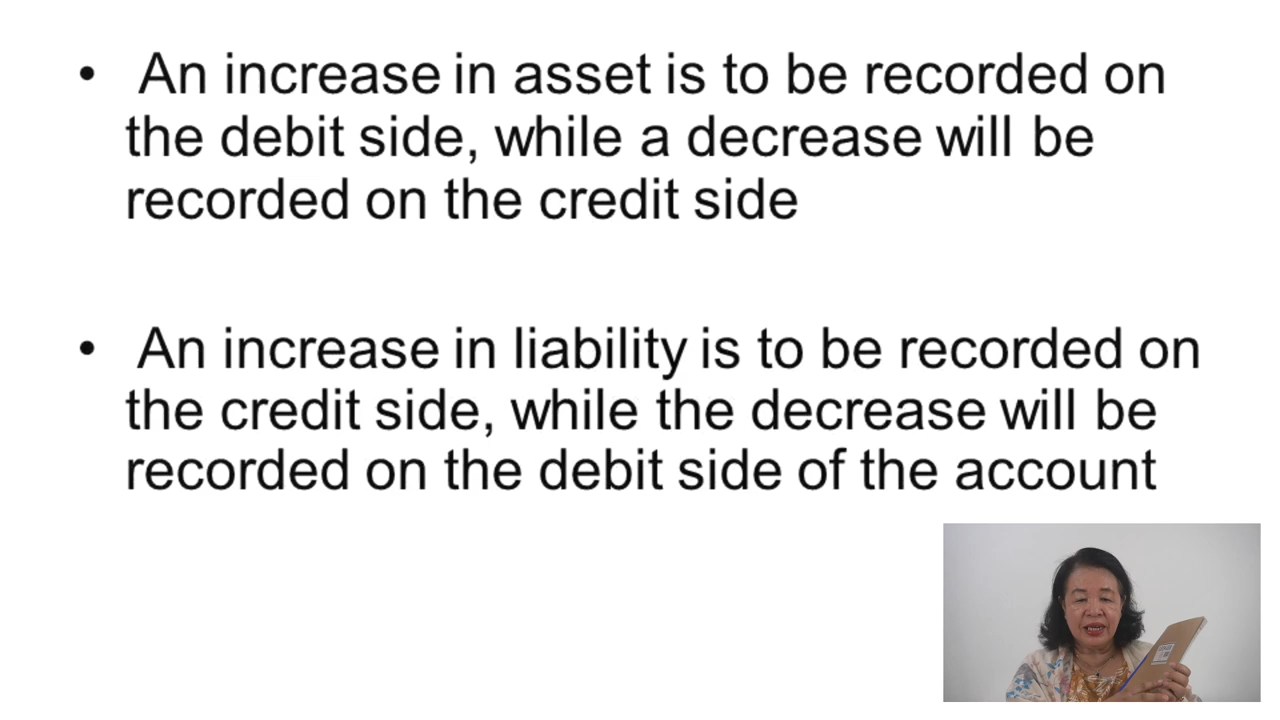 • An increase in asset is to be recorded on
the debit side, while a decrease will be
recorded on the credit side
• An increase in liability is to be recorded on
the credit side, while the decrease will be
recorded on the debit side of the account